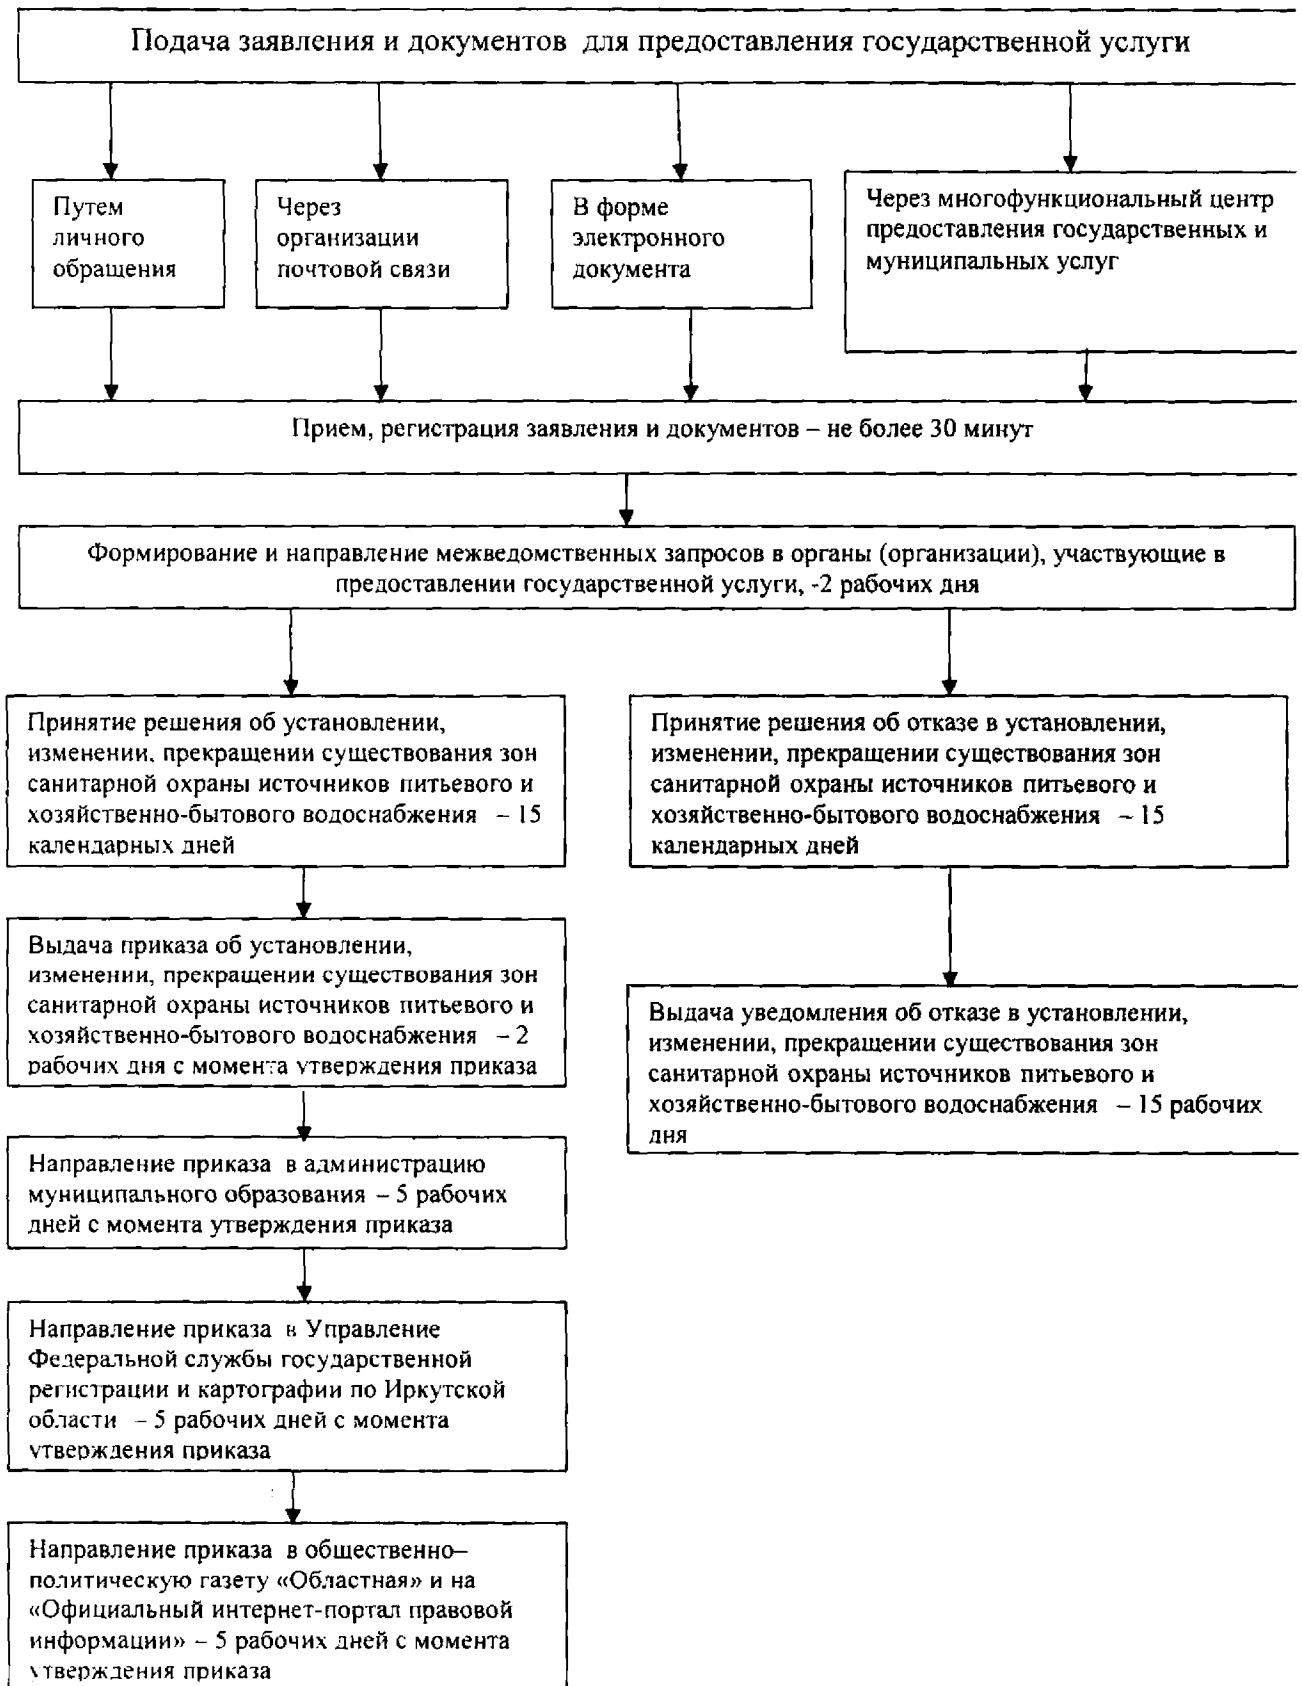 Подача заявления и документов для предоставления государственной услуги
Путем
личного
обращения
Через
организации
почтовой связи
В форме
электронного
документа
Через многофункциональный центр
предоставления государственных и
муниципальных услуг
Прием, регистрация заявления и документов – не более 30 минут
Формирование и направление межведомственных запросов в органы (организации), участвующие в
предоставлении государственной услуги, -2 рабочих дня
Принятие решения об установлении,
изменении, прекращении существования зон
санитарной охраны источников питьевого и
хозяйственно-бытового водоснабжения – 15
календарных дней
Принятие решения об отказе в установлении,
изменении, прекращении существования зон
санитарной охраны источников питьевого и
хозяйственно-бытового водоснабжения – 15
календарных дней
Выдача приказа об установлении,
изменении, прекращении существования зон
санитарной охраны источников питьевого и
хозяйственно-бытового водоснабжения – 2
рабочих дня с момента утверждения приказа
Выдача уведомления об отказе в установлении,
изменении, прекращении существования зон
санитарной охраны источников питьевого и
хозяйственно-бытового водоснабжения – 15 рабочих
дня
Направление приказа в администрацию
муниципального образования – 5 рабочих
дней с момента утверждения приказа
Направление приказа в Управление
Федеральной службы государственной
регистрации и картографии по Иркутской
области – 5 рабочих дней с момента
утверждения приказа
Направление приказа в общественно–
политическую газету «Областная» и на
«Официальный интернет-портал правовой
информации» – 5 рабочих дней с момента
утверждения приказа